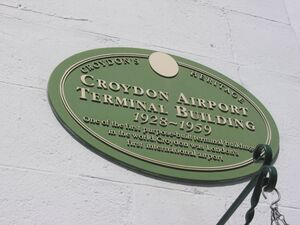 CROYDON'S HERITAGE
CROYDON AIRPORT
TERMINAL BUILDING
1928~1959
One of the first purpose-built terminal buildings
in the world. Croydon was London's
first international airport